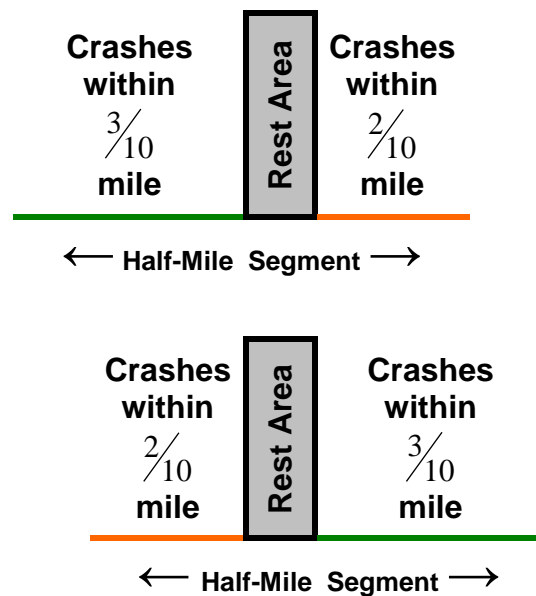 Crashes
within
3/10
mile
Rest Area
Crashes
within
2/10
mile
← Half-Mile Segment →
Crashes
within
2/10
mile
Rest Area
Crashes
within
3/10
mile
← Half-Mile Segment →